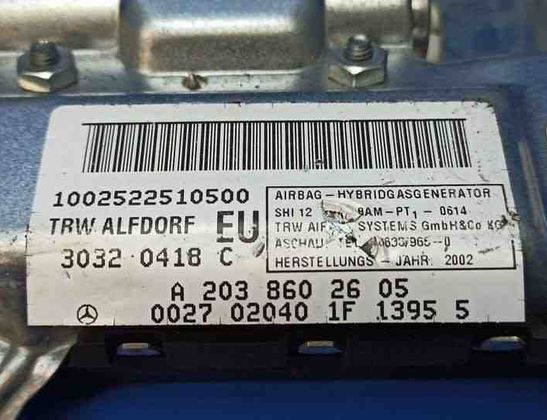 1002522510500
TRW ALFDORF EU
3032 0418 C
AIRBAG-HYBRIDGASGENERATOR
SHI 12 BAM-PT₁-0614
TRW SYSTEMS GmbH&Co KG
ASCHAU
HERSTELLUNGS-JAHR. 2002
A 203 860 26 05
0027 02040 1F 1395 5